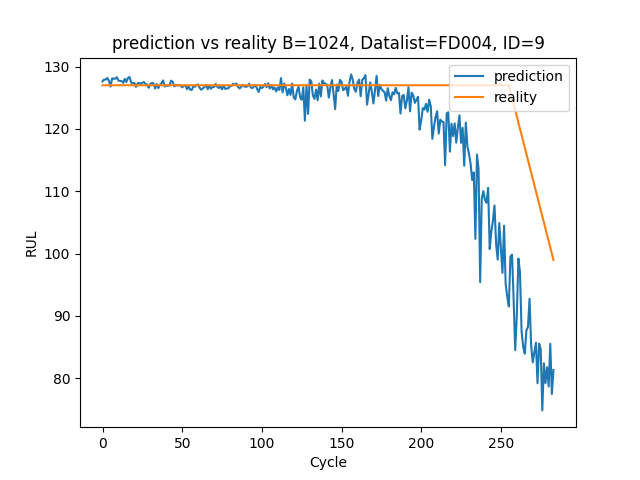 prediction vs reality B=1024, Datalist=FD004, ID=9
prediction
reality
RUL
130
120
110
100
90
80
0 50 100 150 200 250
Cycle